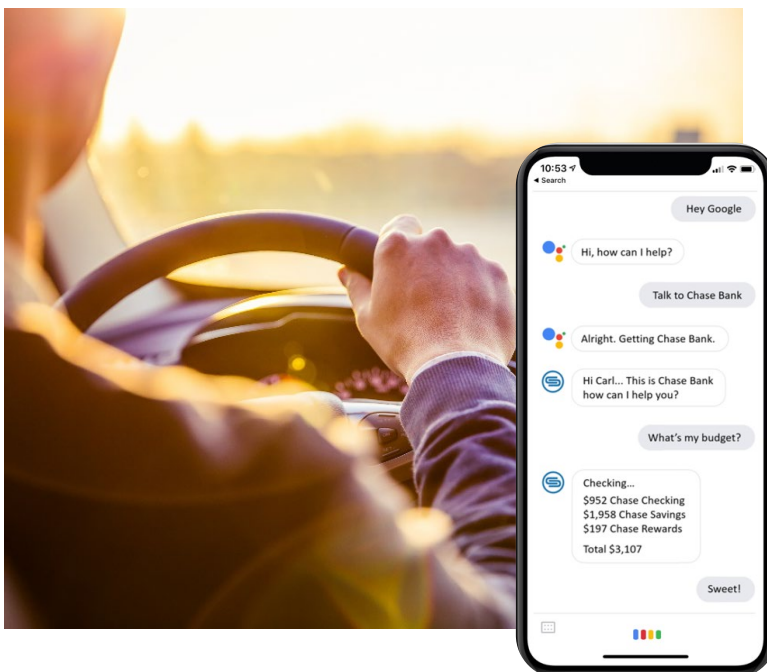 10:53
Search
Hey Google
Hi, how can I help?
Talk to Chase Bank
Alright. Getting Chase Bank.
Hi Carl... This is Chase Bank
how can I help you?
What's my budget?
Checking...
$952 Chase Checking
$1,958 Chase Savings
$197 Chase Rewards
Total $3,107
Sweet!